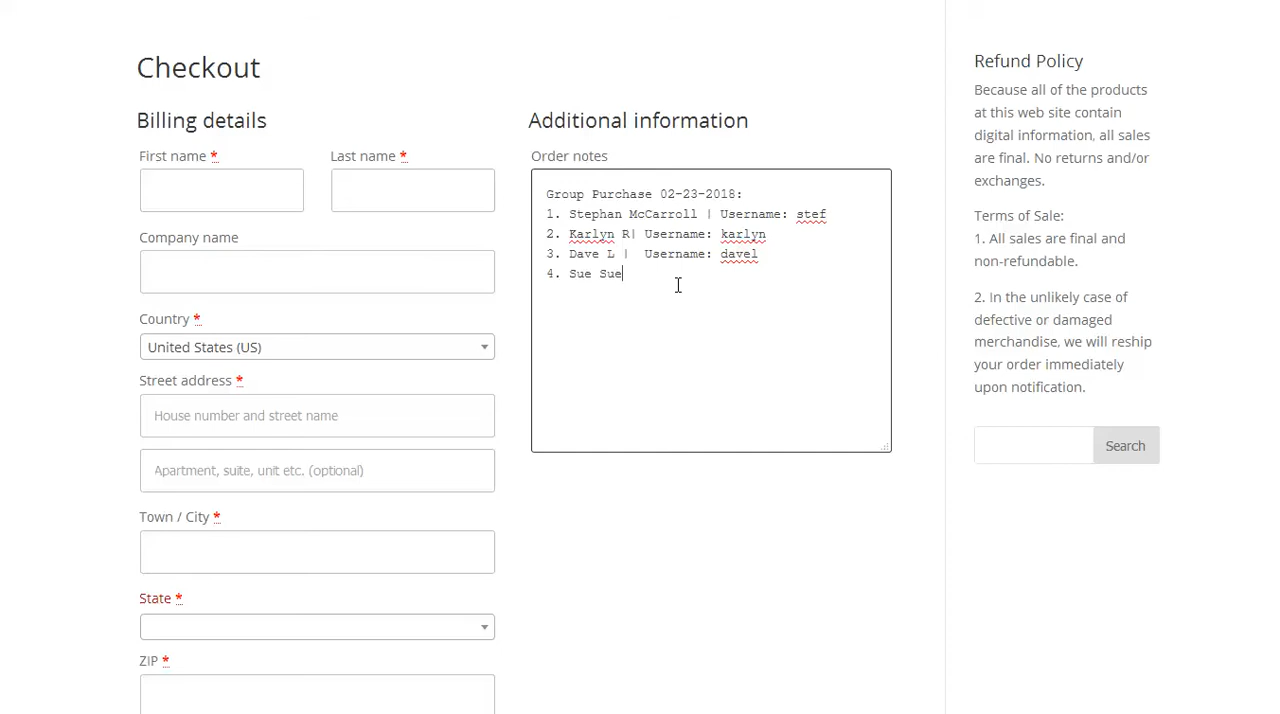 Checkout
Billing details
First name *
Last name *
Company name
Country *
United States (US)
Street address *
House number and street name
Apartment, suite, unit etc. (optional)
Town / City *
State *
ZIP *
Additional information
Order notes
Group Purchase 02-23-2018:
1. Stephan McCarroll | Username: stef
2. Karlyn R| Username: karlyn
3. Dave L |  Username: davel
4. Sue Sue
Refund Policy
Because all of the products
at this web site contain
digital information, all sales
are final. No returns and/or
exchanges.
Terms of Sale:
1. All sales are final and
non-refundable.
2. In the unlikely case of
defective or damaged
merchandise, we will reship
your order immediately
upon notification.
Search